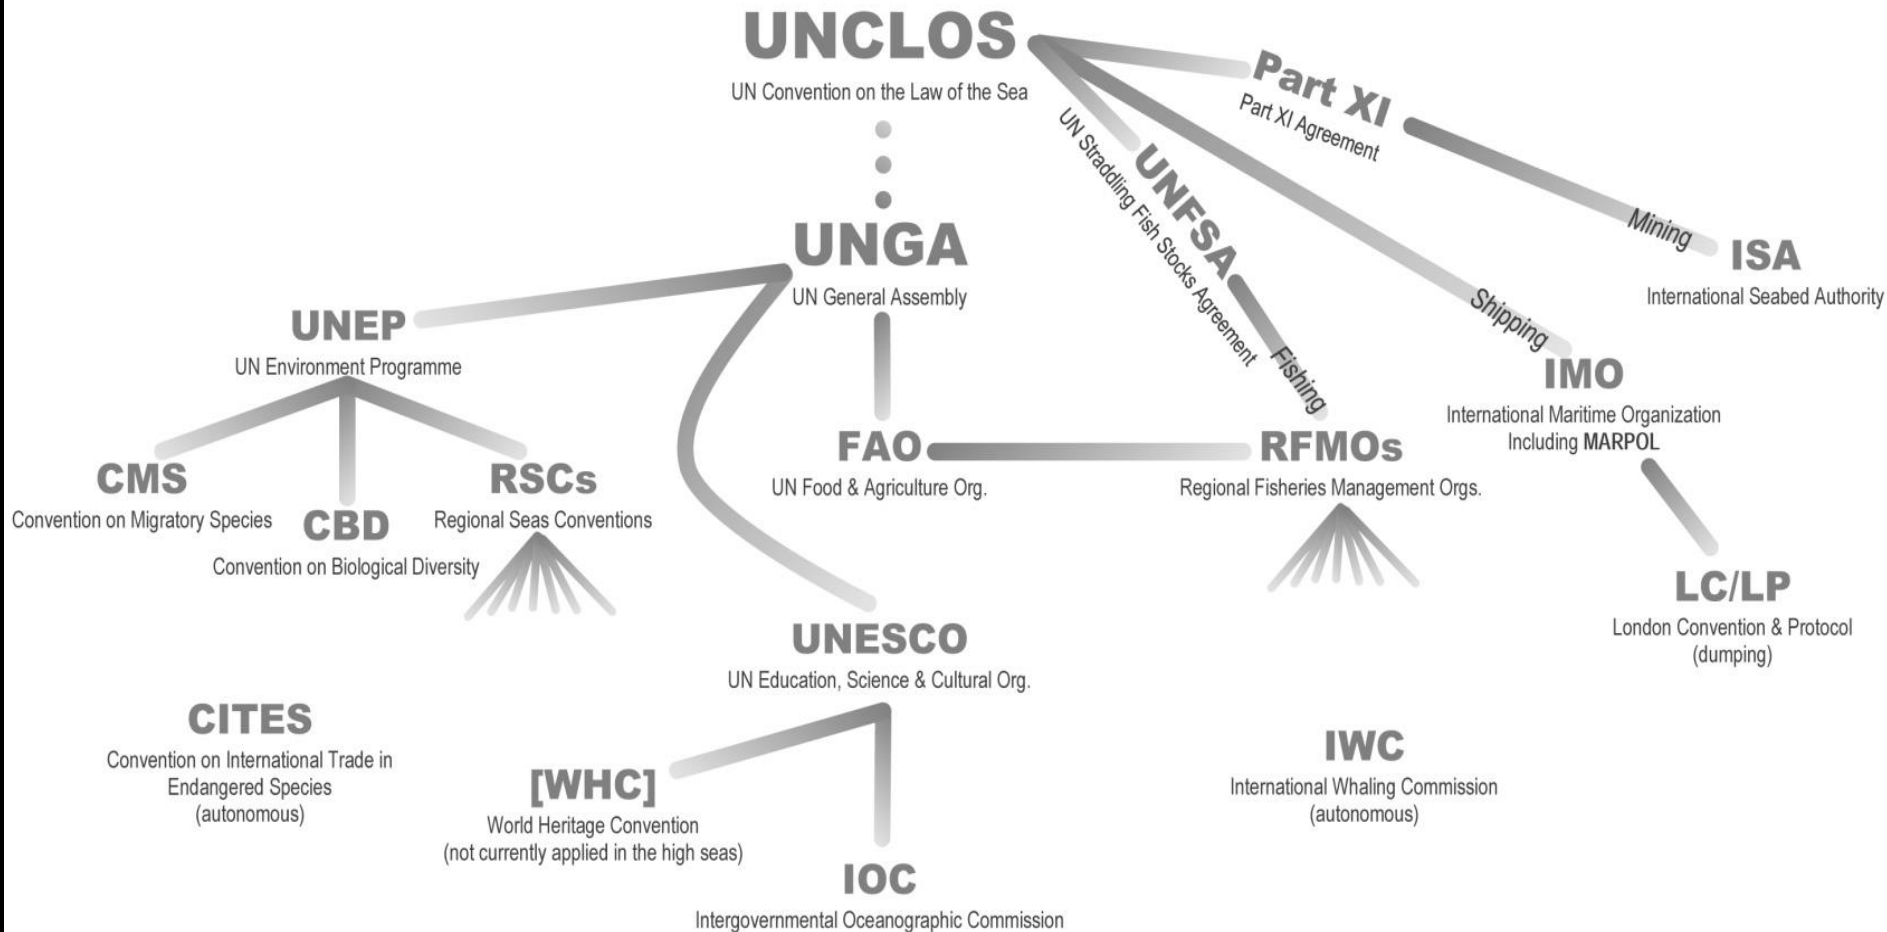 UNCLOS
UN Convention on the Law of the Sea
Part XI
Part XI Agreement
Mining
ISA
International Seabed Authority
UNFSA
UN Straddling Fish Stocks Agreement
Fishing
Shipping
IMO
International Maritime Organization
Including MARPOL
LC/LP
London Convention & Protocol
(dumping)
UNGA
UN General Assembly
UNEP
UN Environment Programme
CMS
Convention on Migratory Species
CBD
Convention on Biological Diversity
RSCs
Regional Seas Conventions
FAO
UN Food & Agriculture Org.
RFMOs
Regional Fisheries Management Orgs.
UNESCO
UN Education, Science & Cultural Org.
CITES
Convention on International Trade in
Endangered Species
(autonomous)
[WHC]
World Heritage Convention
(not currently applied in the high seas)
IOC
Intergovernmental Oceanographic Commission
IWC
International Whaling Commission
(autonomous)